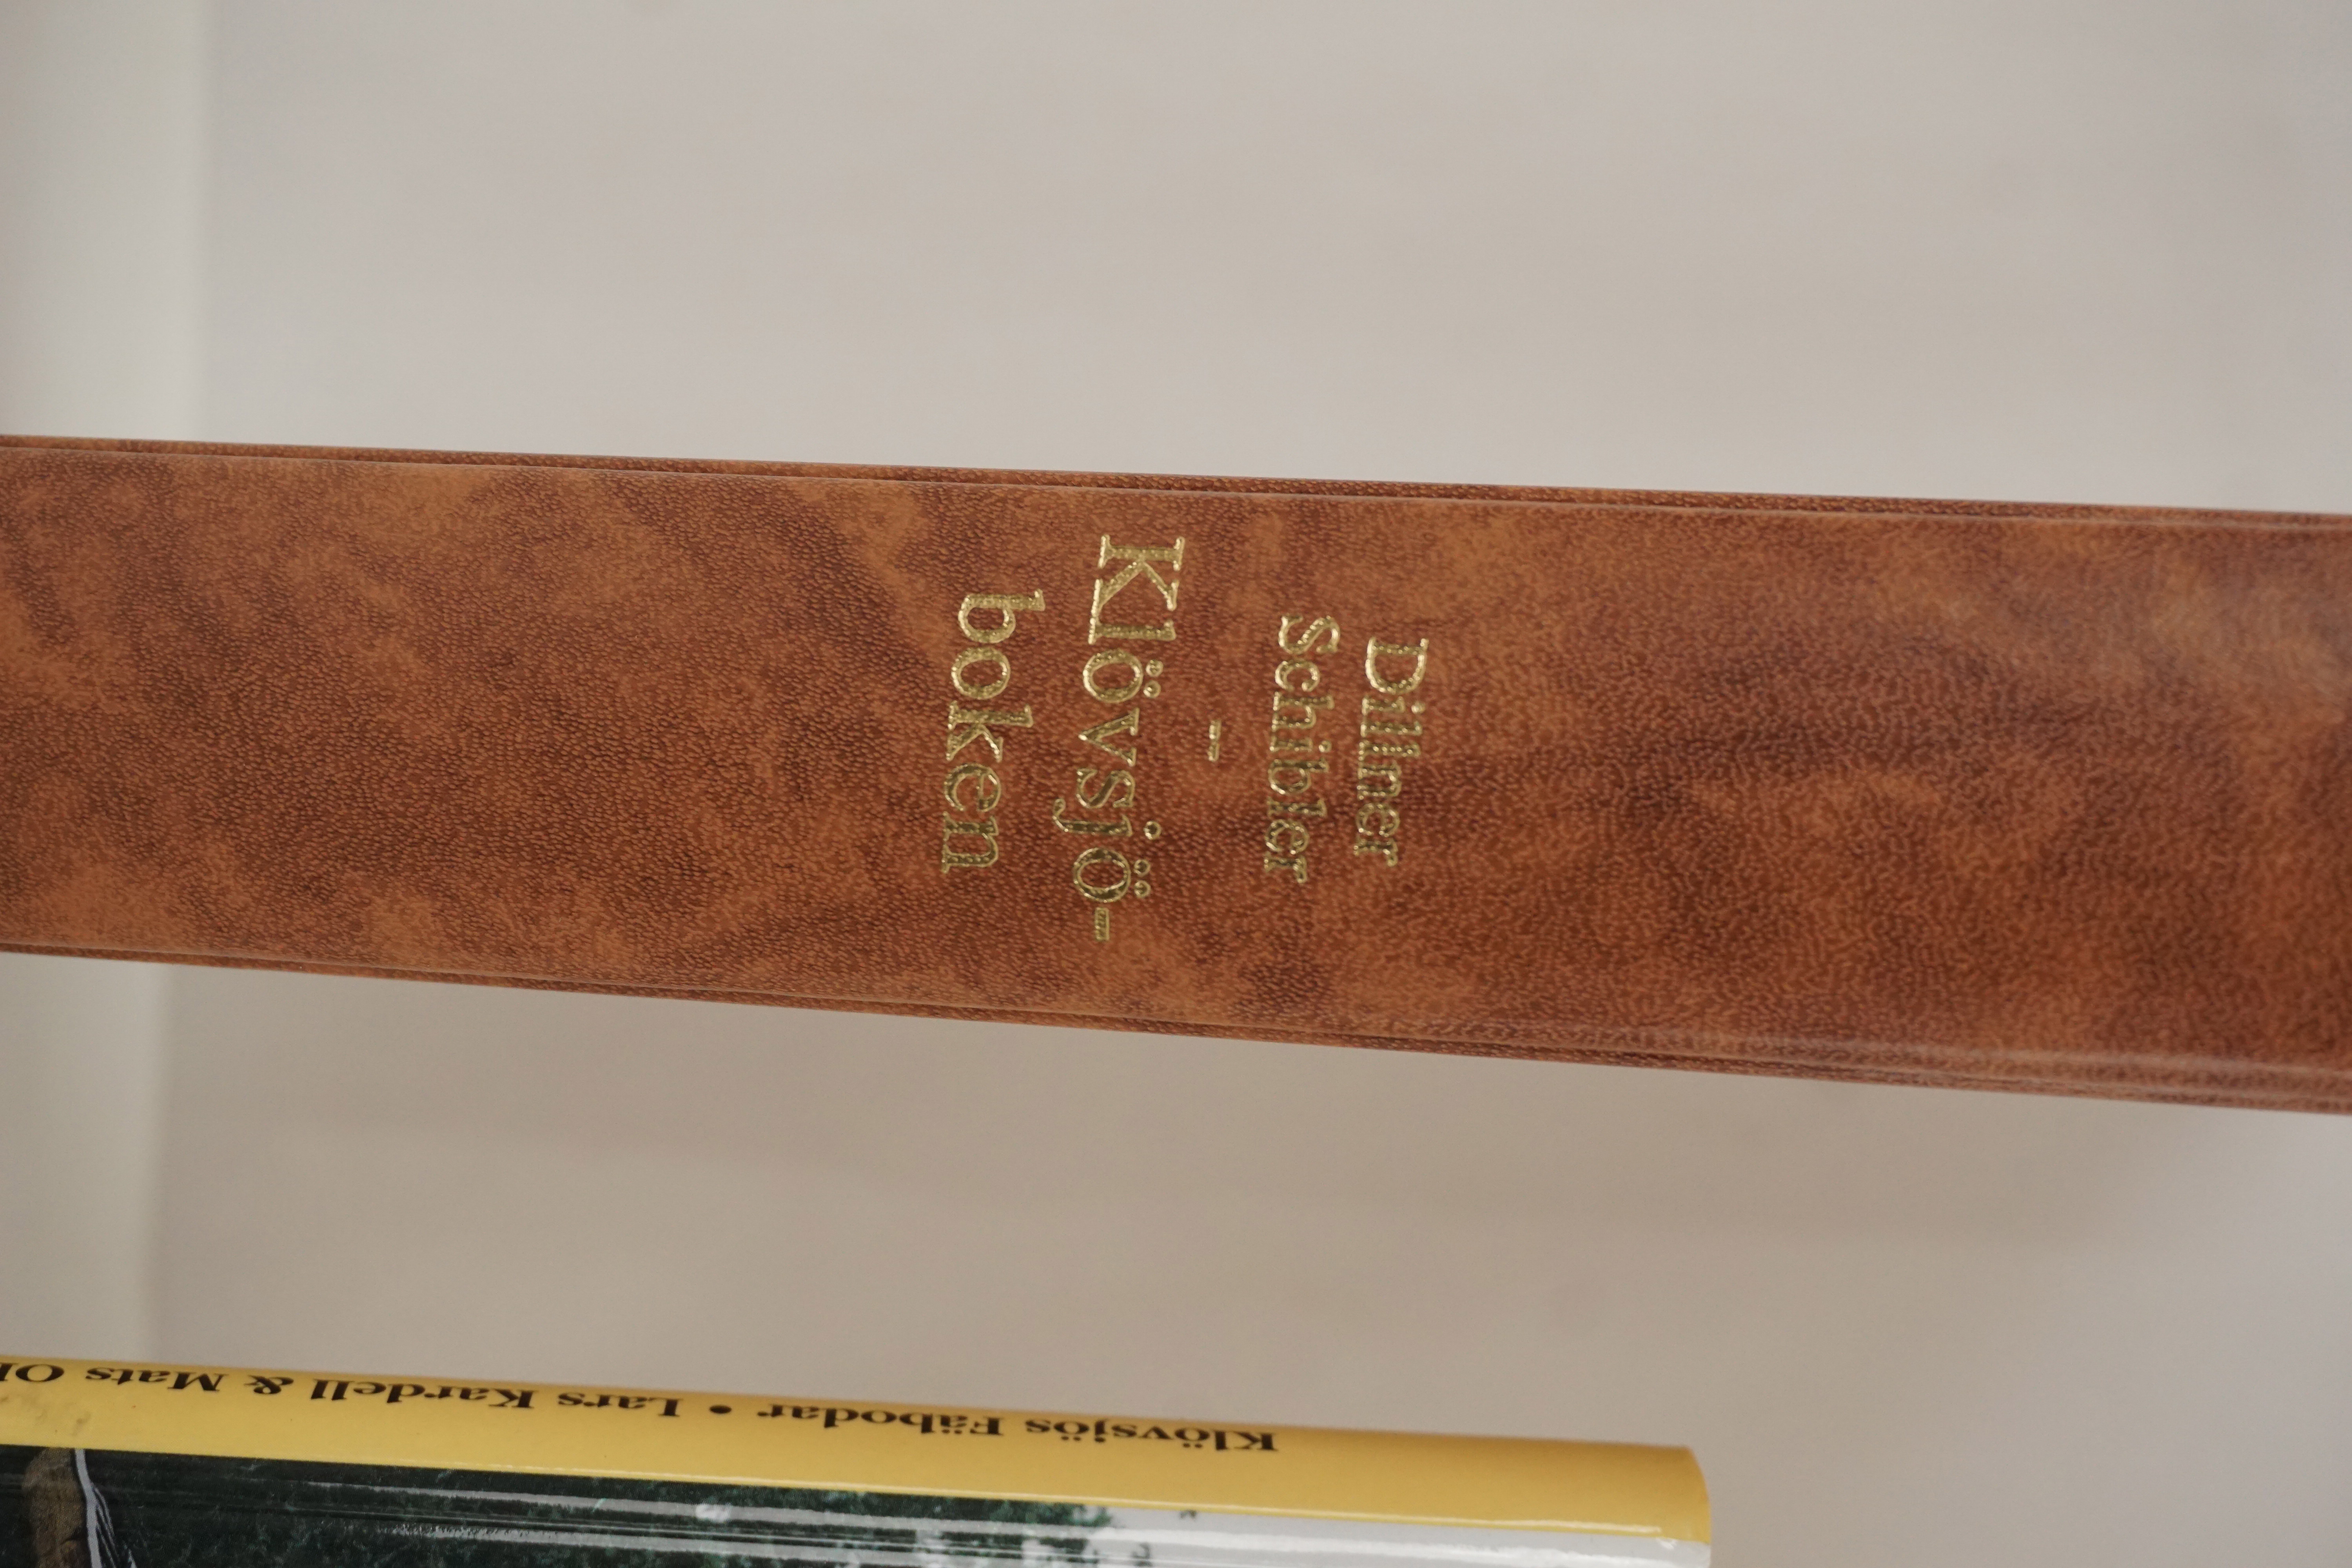 Dillner
Schibler
-
Klövsjö-
boken
Klövsjös Fäbodar • Lars Kardell & Mats